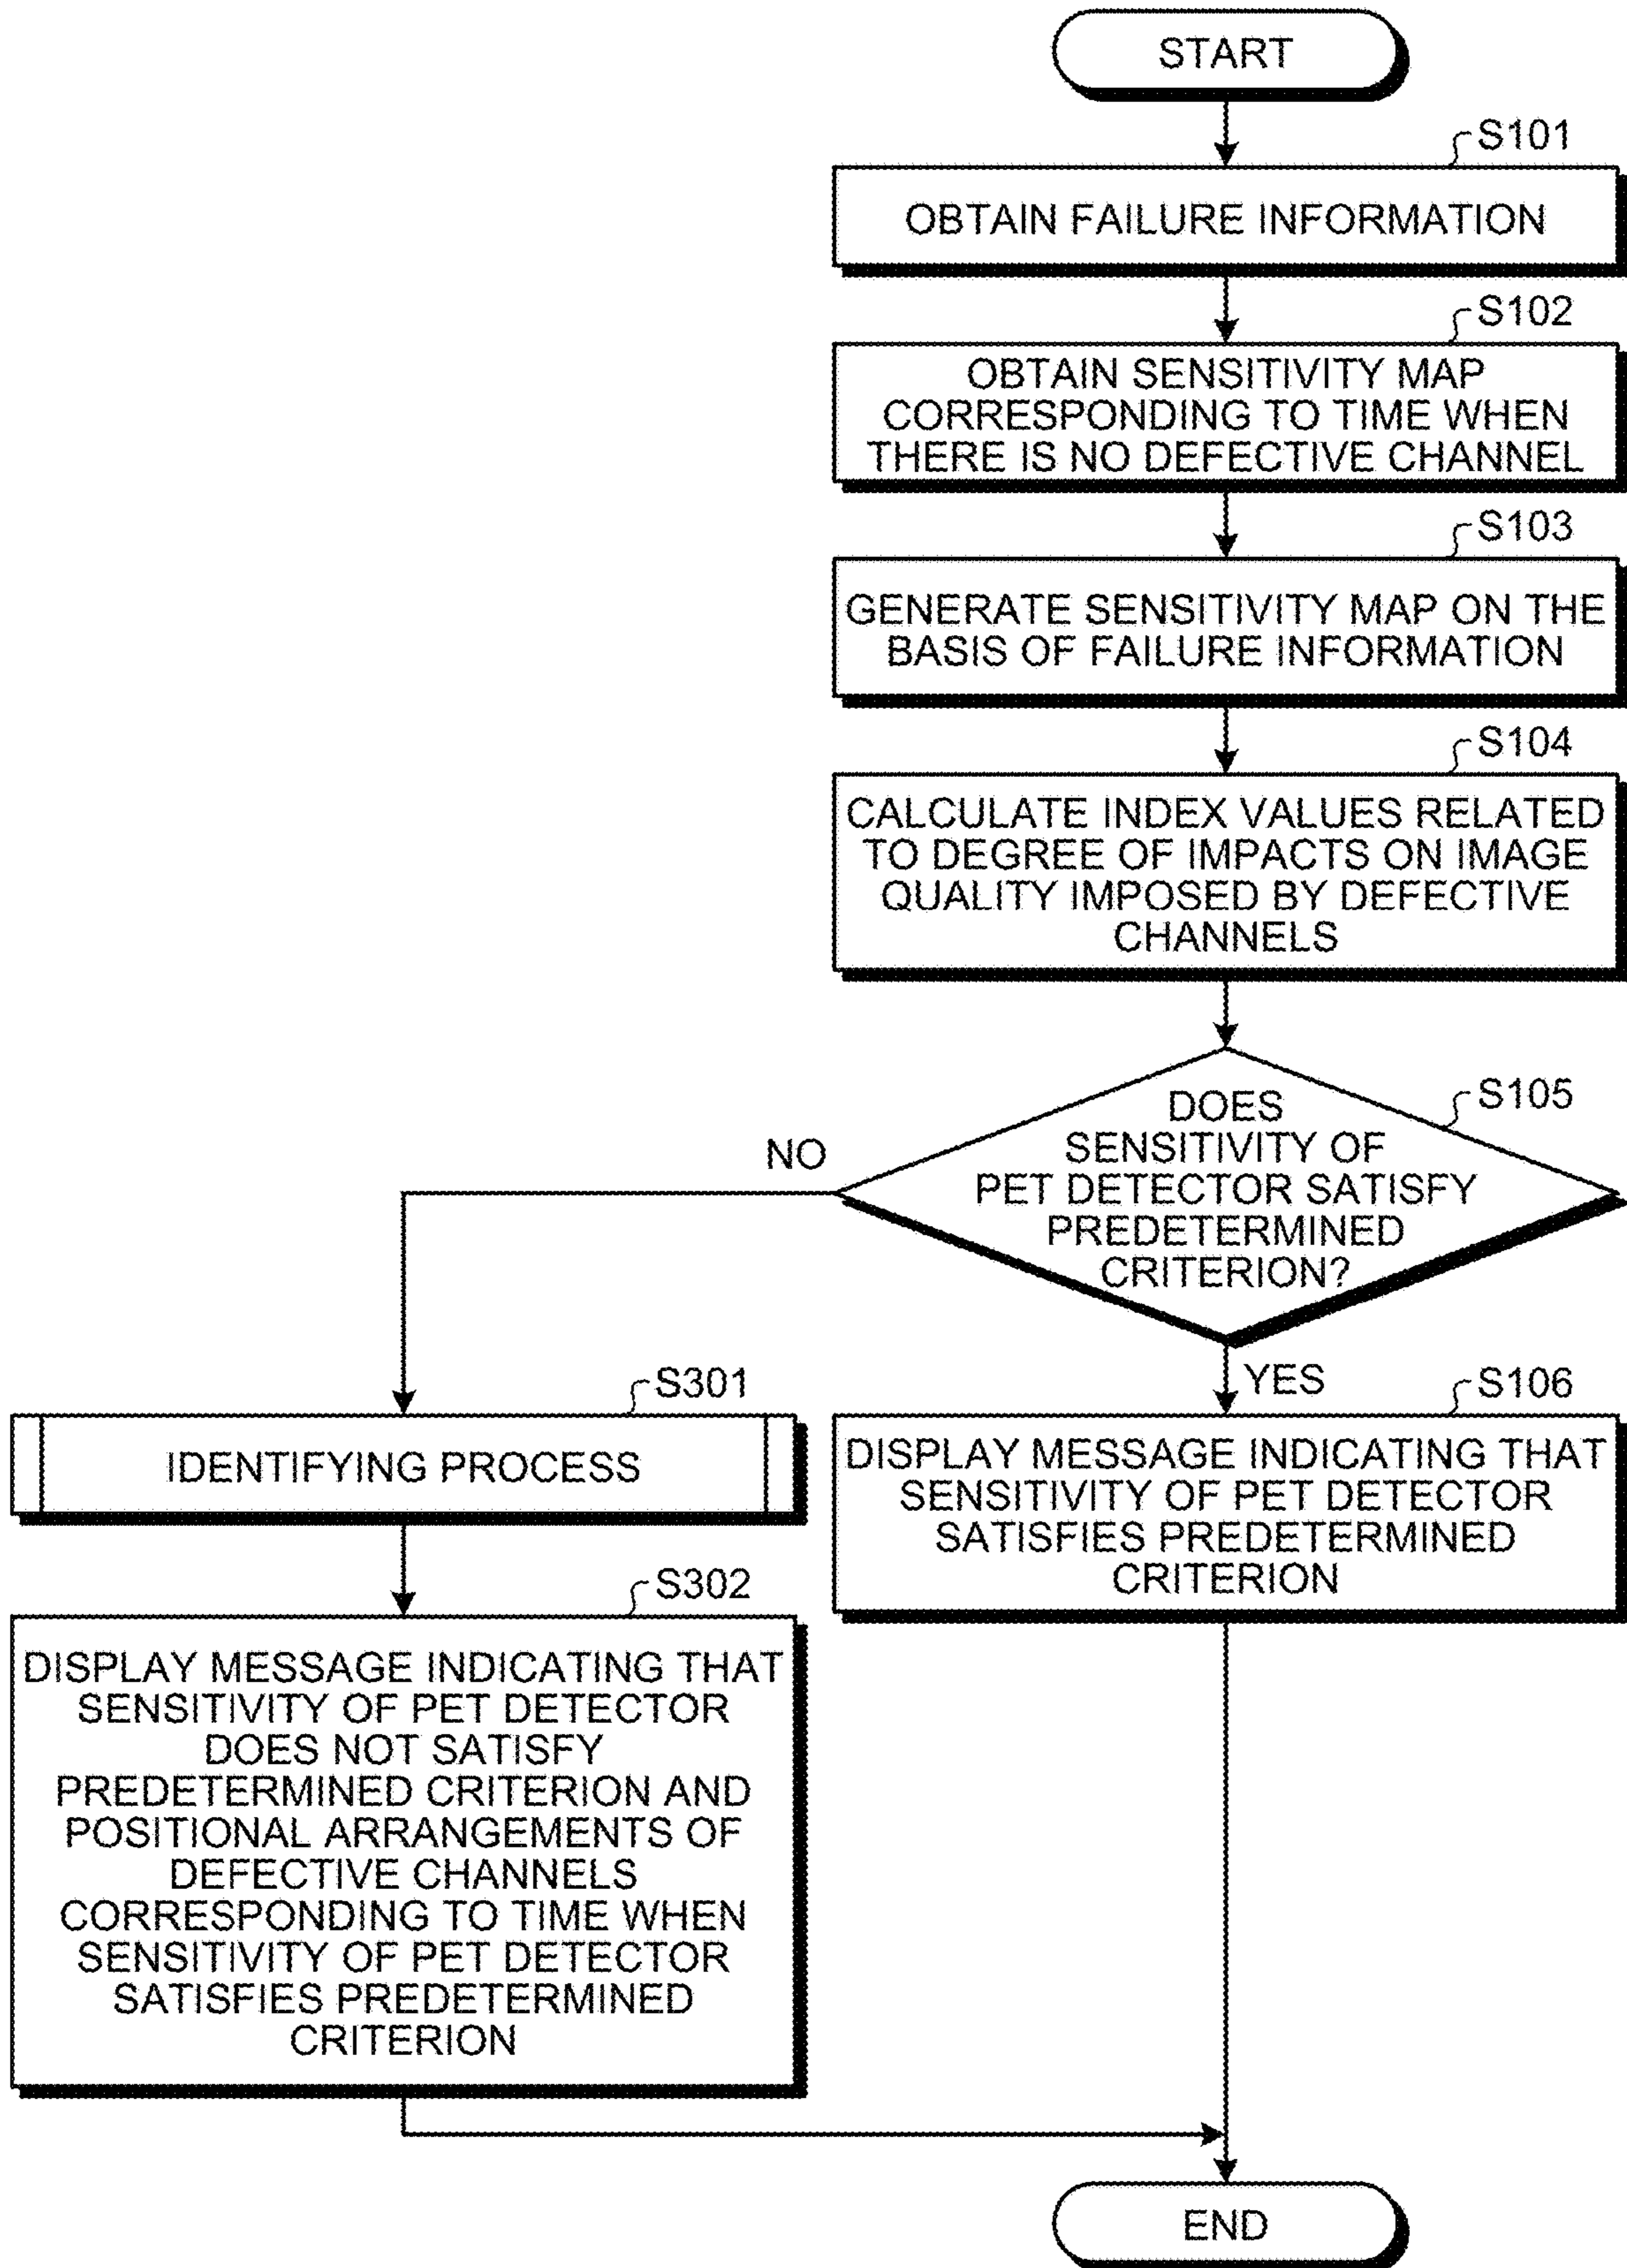 START
S101
OBTAIN FAILURE INFORMATION
S102
OBTAIN SENSITIVITY MAP
CORRESPONDING TO TIME WHEN
THERE IS NO DEFECTIVE CHANNEL
S103
GENERATE SENSITIVITY MAP ON THE
BASIS OF FAILURE INFORMATION
S104
CALCULATE INDEX VALUES RELATED
TO DEGREE OF IMPACTS ON IMAGE
QUALITY IMPOSED BY DEFECTIVE
CHANNELS
S105
DOES
SENSITIVITY OF
PET DETECTOR SATISFY
PREDETERMINED
CRITERION?
NO
YES
S301
IDENTIFYING PROCESS
S302
DISPLAY MESSAGE INDICATING THAT
SENSITIVITY OF PET DETECTOR
DOES NOT SATISFY
PREDETERMINED CRITERION AND
POSITIONAL ARRANGEMENTS OF
DEFECTIVE CHANNELS
CORRESPONDING TO TIME WHEN
SENSITIVITY OF PET DETECTOR
SATISFIES PREDETERMINED
CRITERION
S106
DISPLAY MESSAGE INDICATING THAT
SENSITIVITY OF PET DETECTOR
SATISFIES PREDETERMINED
CRITERION
END